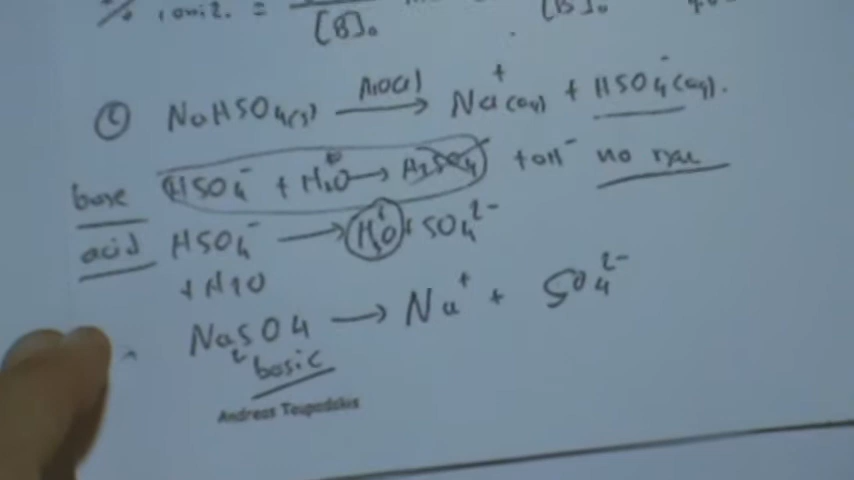 % ioniz. = [B]₀ [B]₀
② NaHSO₄(s) → Na⁺(aq) + HSO₄⁻(aq).
base HSO₄⁻ + H₂O → H₂SO₄ + OH⁻ no rxn
acid HSO₄⁻ → H₃O⁺ + SO₄²⁻
+ H₂O
Na₂SO₄ → Na⁺ + SO₄²⁻
basic
Andreas Toupadakis